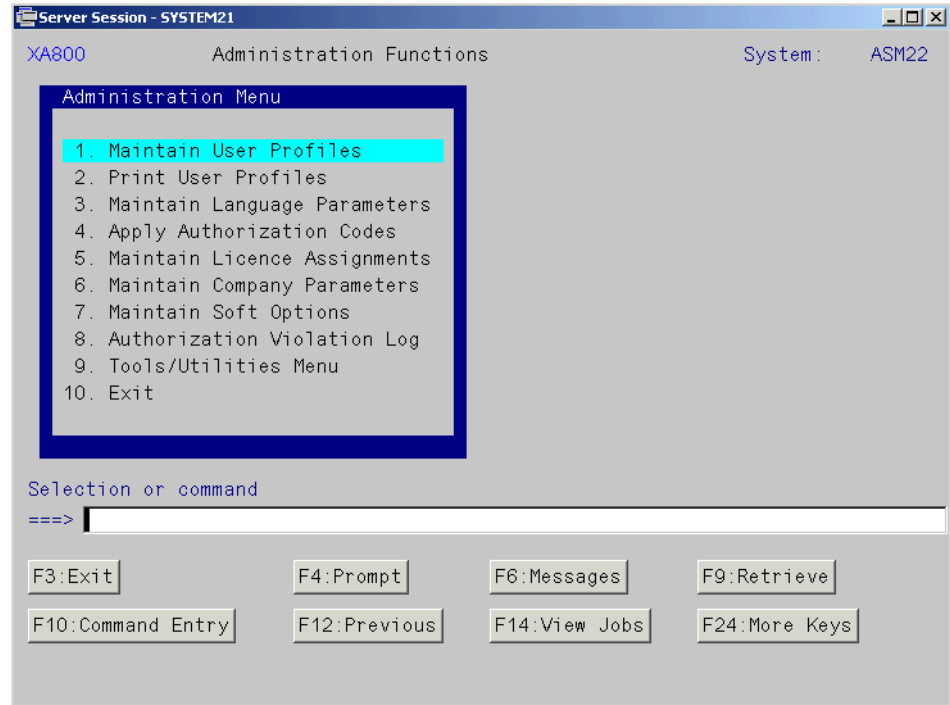 Server Session - SYSTEM21
XA800 Administration Functions System: ASM22
Administration Menu
1. Maintain User Profiles
2. Print User Profiles
3. Maintain Language Parameters
4. Apply Authorization Codes
5. Maintain Licence Assignments
6. Maintain Company Parameters
7. Maintain Soft Options
8. Authorization Violation Log
9. Tools/Utilities Menu
10. Exit
Selection or command
===>
F3:Exit F4:Prompt F6:Messages F9:Retrieve
F10:Command Entry F12:Previous F14:View Jobs F24:More Keys